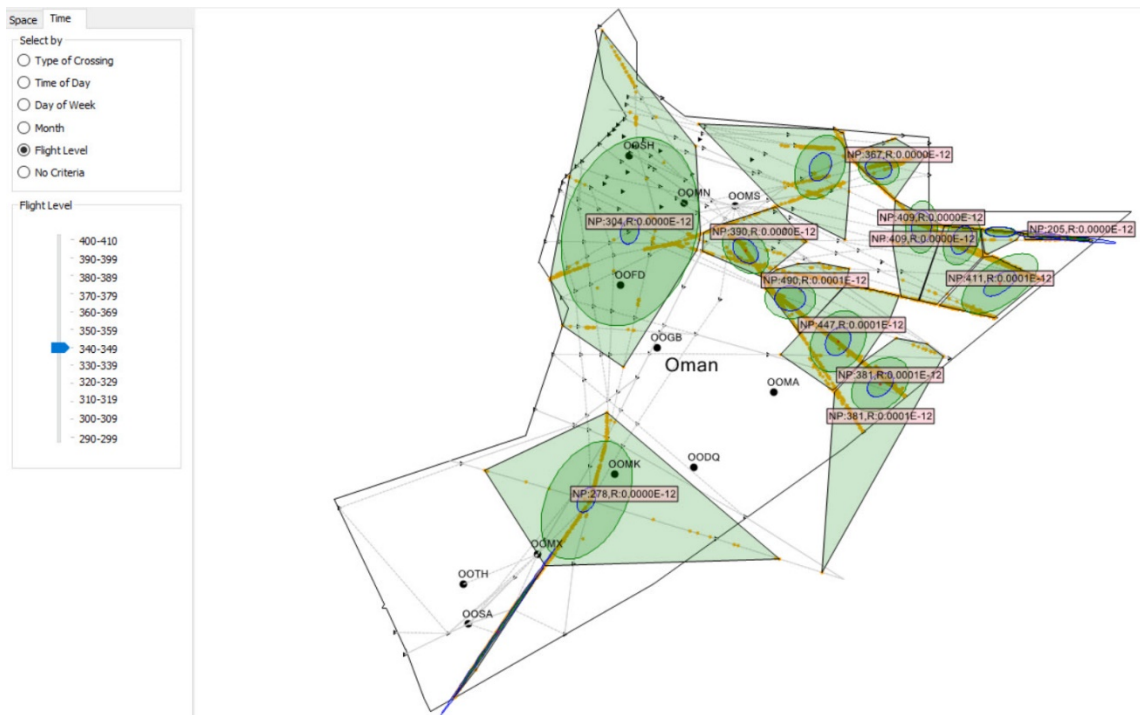 Space Time
Select by
Type of Crossing
Time of Day
Day of Week
Month
Flight Level
No Criteria
Flight Level
400-410
390-399
380-389
370-379
360-369
350-359
340-349
330-339
320-329
310-319
300-309
290-299
OOSH
NP:367,R:0.0000E-12
OOMN
OOMS
NP:304,R:0.0000E-12
NP:409,R:0.0000E-12
NP:390,R:0.0000E-12
NP:205,R:0.0000E-12
NP:409,R:0.0000E-12
OOFD
NP:490,R:0.0001E-12
NP:411,R:0.0001E-12
NP:447,R:0.0001E-12
OOGB
Oman
NP:381,R:0.0001E-12
OOMA
NP:381,R:0.0001E-12
OOMK
OODQ
NP:278,R:0.0000E-12
OOMX
OOTH
OOSA